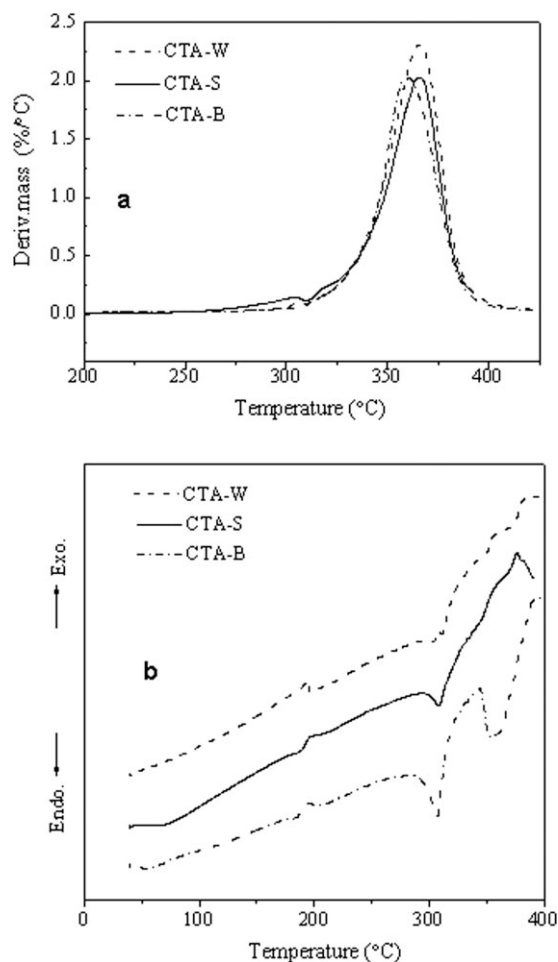 2.5
CTA-W
2.0
CTA-S
CTA-B
1.5
a
1.0
0.5
0.0
Deriv.mass (%/°C)
200
250
300
350
400
Temperature (°C)
CTA-W
CTA-S
CTA-B
Exo.
b
Endo.
0
100
200
300
400
Temperature (°C)